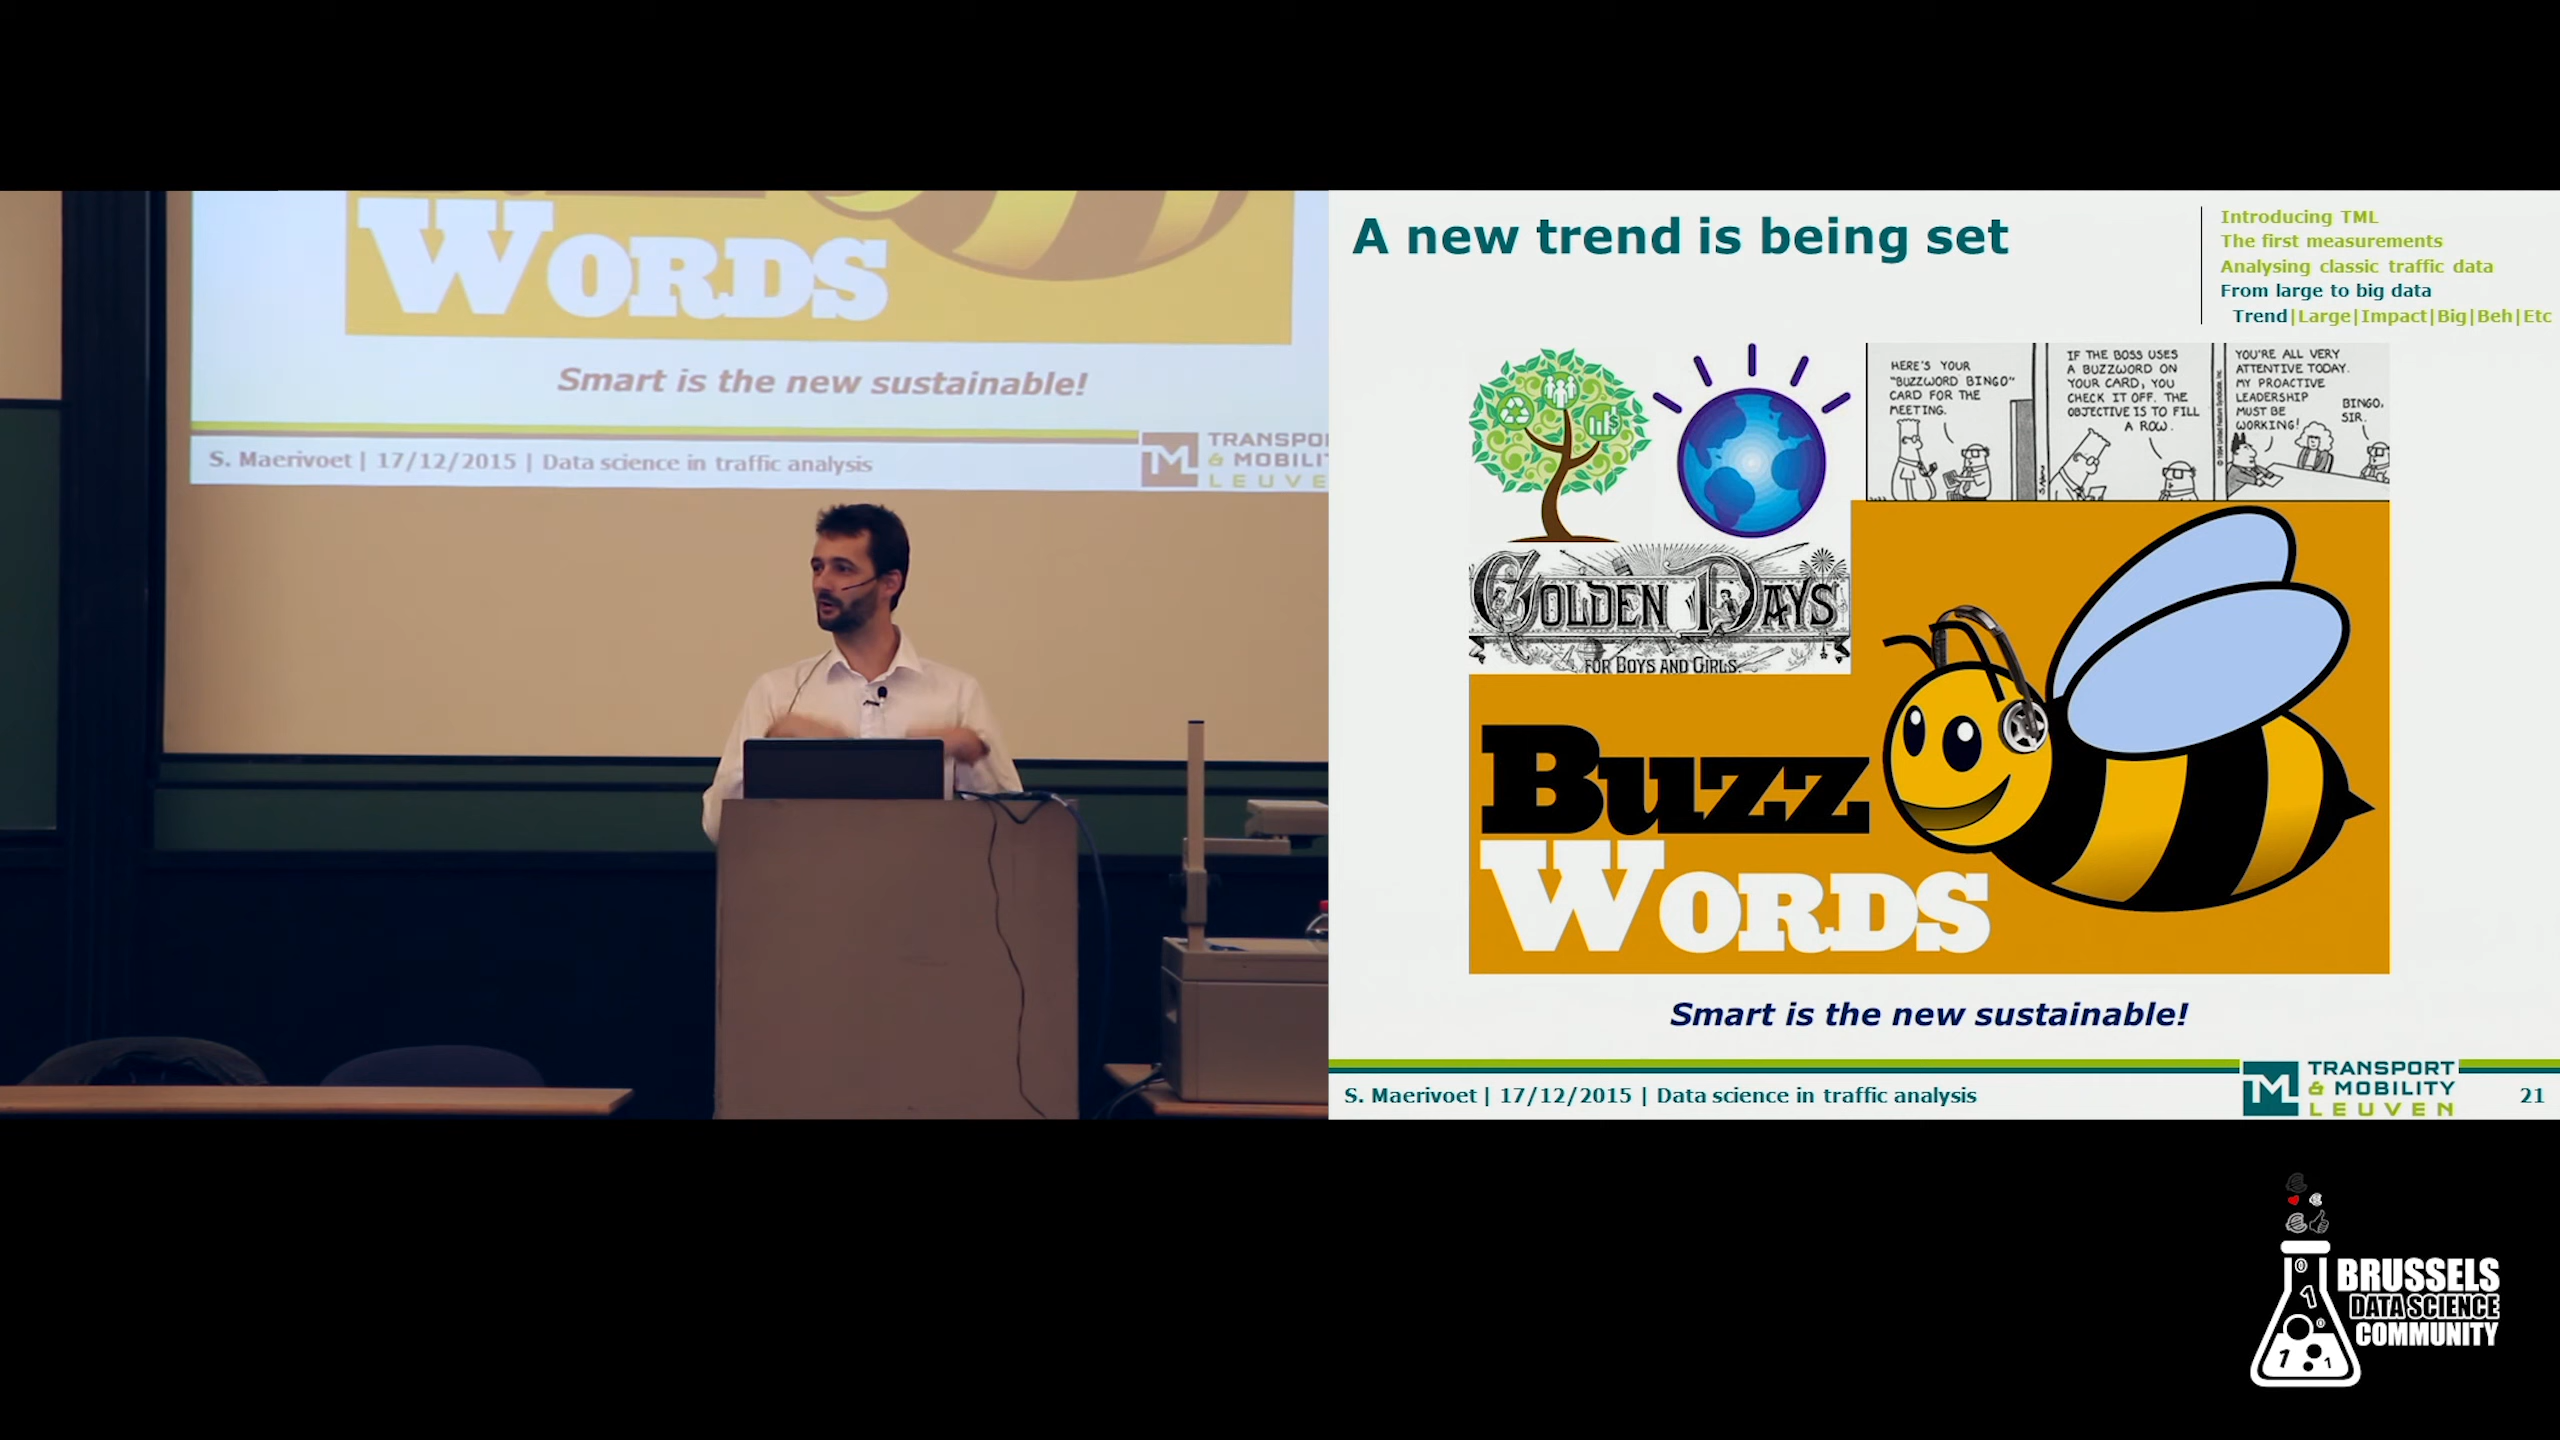 WORDS
Smart is the new sustainable!
S. Maerivoet | 17/12/2015 | Data science in traffic analysis
TML
TRANSPO
& MOBILI
LEUVE
A new trend is being set
Introducing TML
The first measurements
Analysing classic traffic data
From large to big data
Trend|Large|Impact|Big|Beh|Etc
HERE'S YOUR
"BUZZWORD BINGO"
CARD FOR THE
MEETING.
IF THE BOSS USES
A BUZZWORD ON
YOUR CARD, YOU
CHECK IT OFF. THE
OBJECTIVE IS TO FILL
A ROW.
YOU'RE ALL VERY
ATTENTIVE TODAY.
MY PROACTIVE
LEADERSHIP
MUST BE
WORKING!
BINGO,
SIR.
GOLDEN DAYS
FOR BOYS AND GIRLS.
BUZZ
WORDS
Smart is the new sustainable!
S. Maerivoet | 17/12/2015 | Data science in traffic analysis
TML
TRANSPORT
& MOBILITY
LEUVEN
21
BRUSSELS
DATA SCIENCE
COMMUNITY